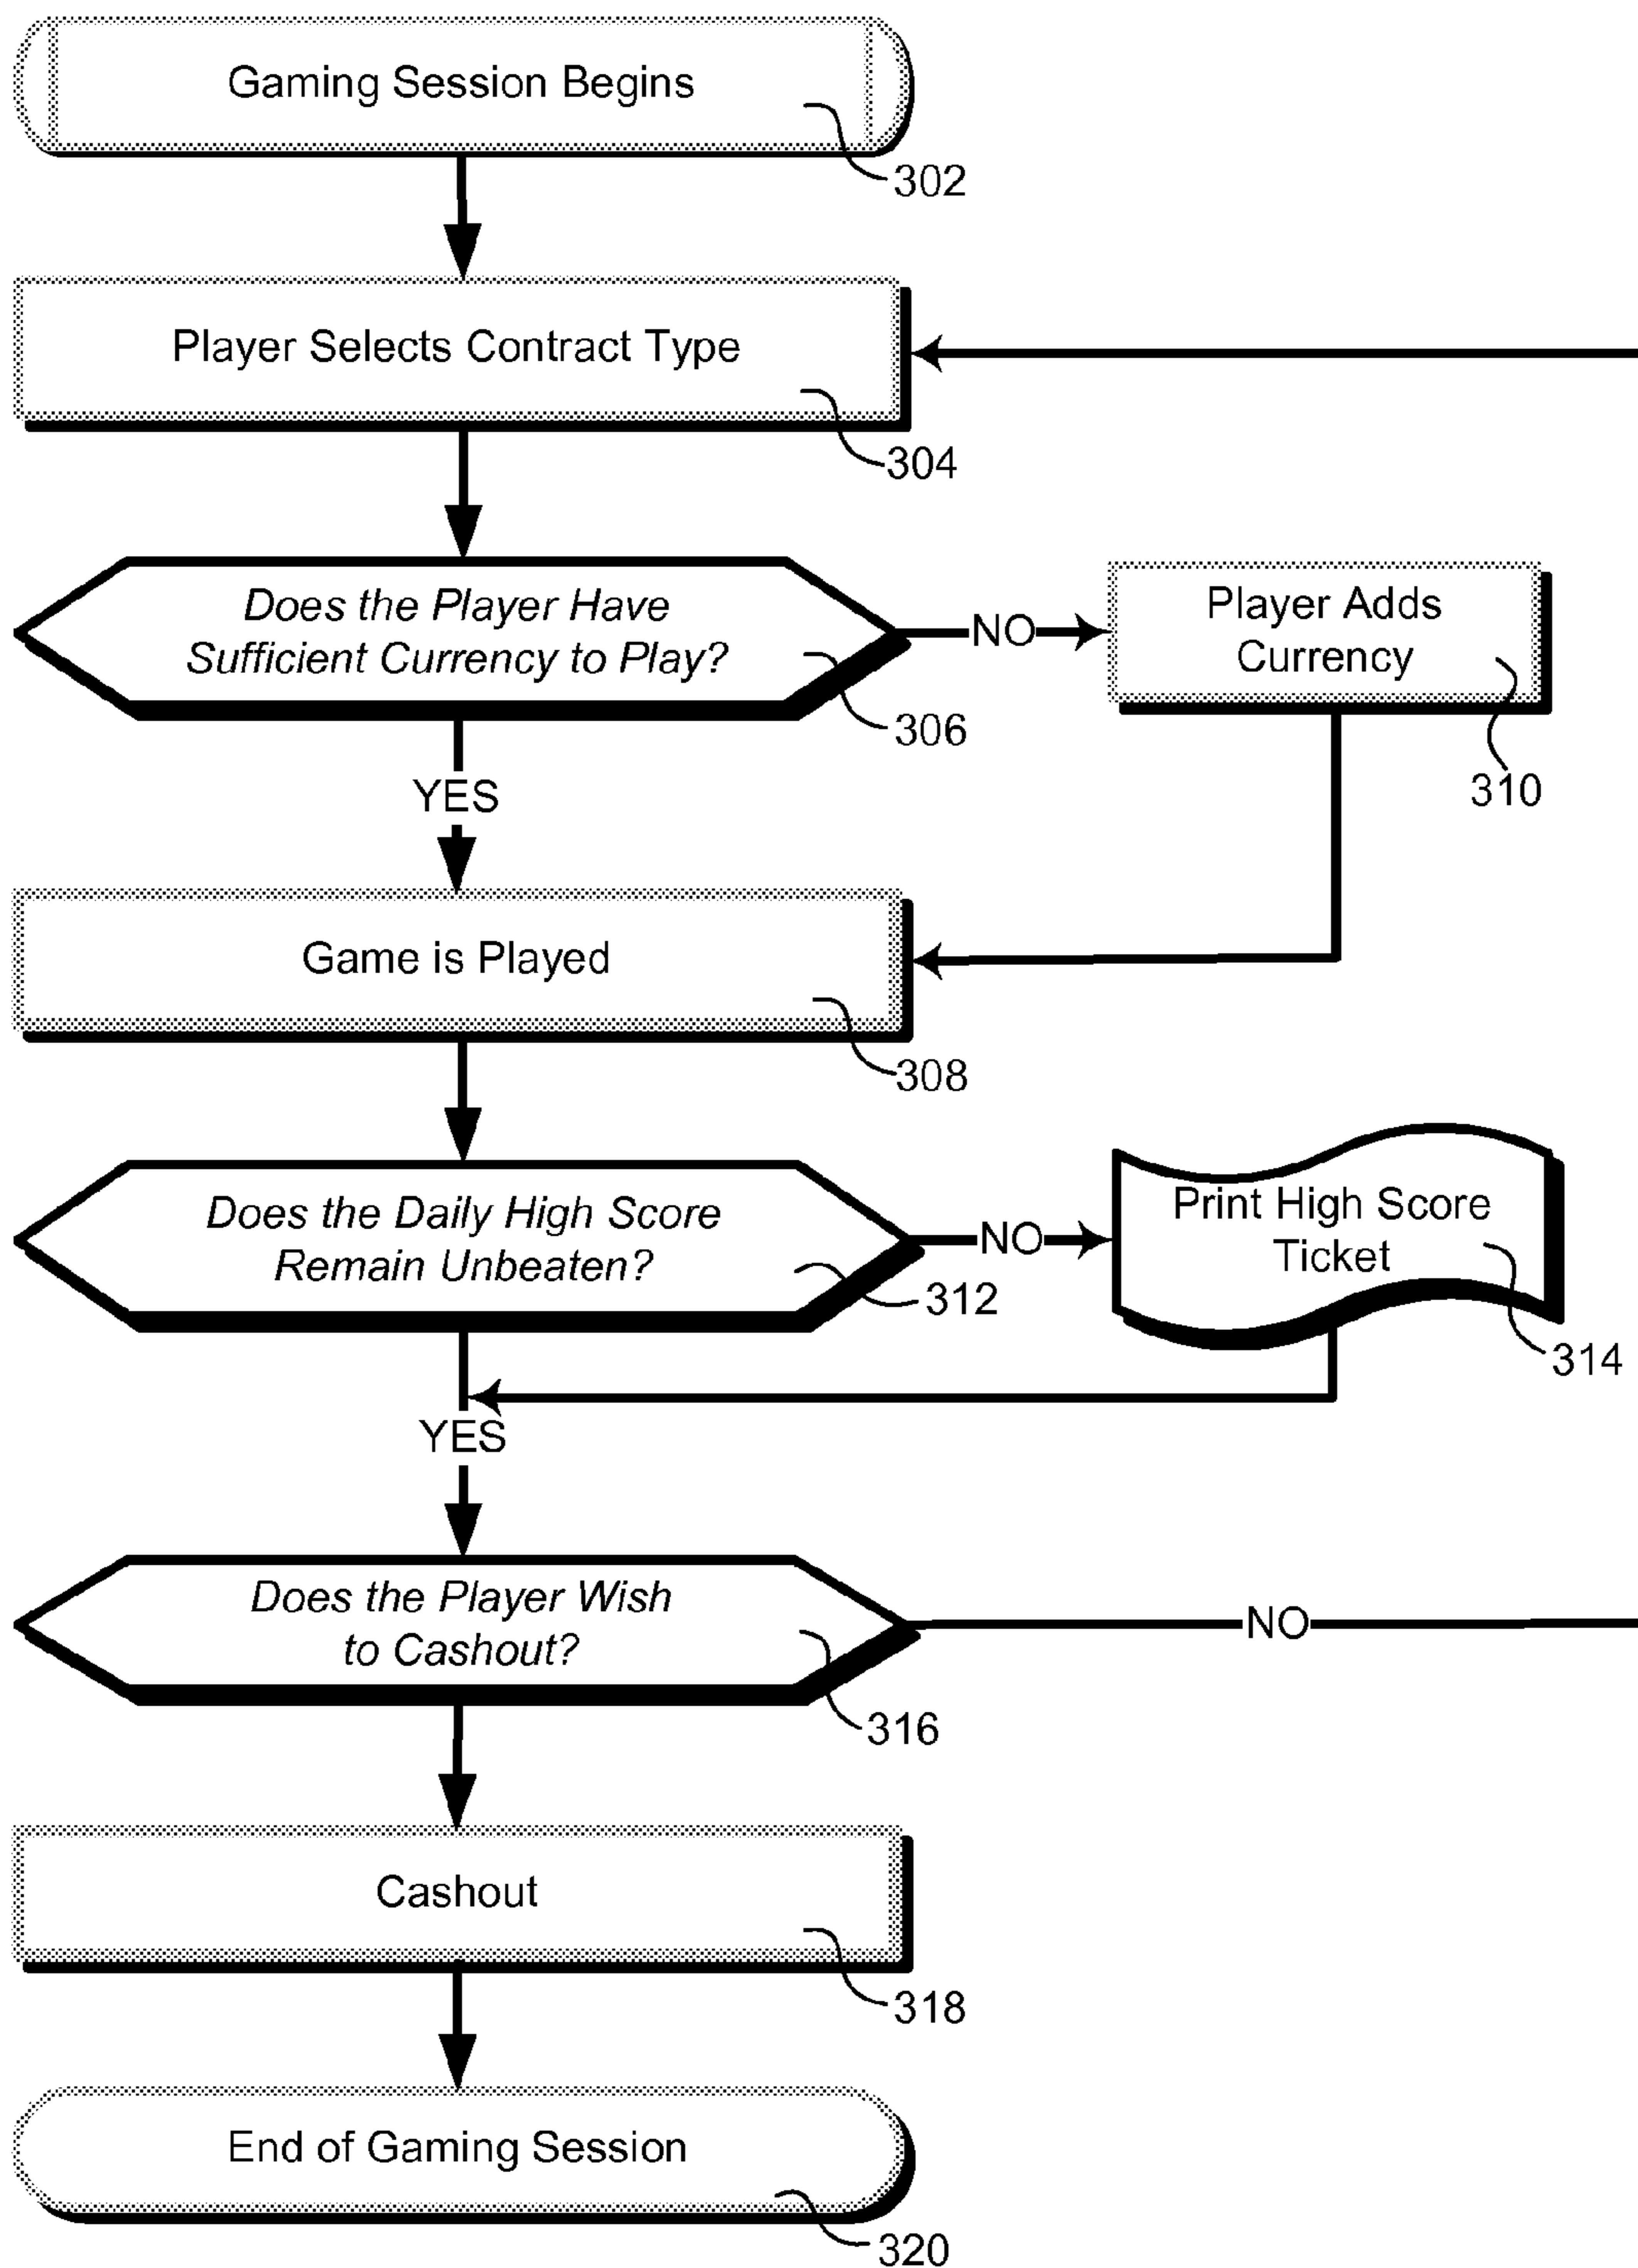 Gaming Session Begins
302
Player Selects Contract Type
304
Does the Player Have
Sufficient Currency to Play?
306
NO
Player Adds
Currency
310
YES
Game is Played
308
Does the Daily High Score
Remain Unbeaten?
312
NO
Print High Score
Ticket
314
YES
Does the Player Wish
to Cashout?
316
NO
Cashout
318
End of Gaming Session
320